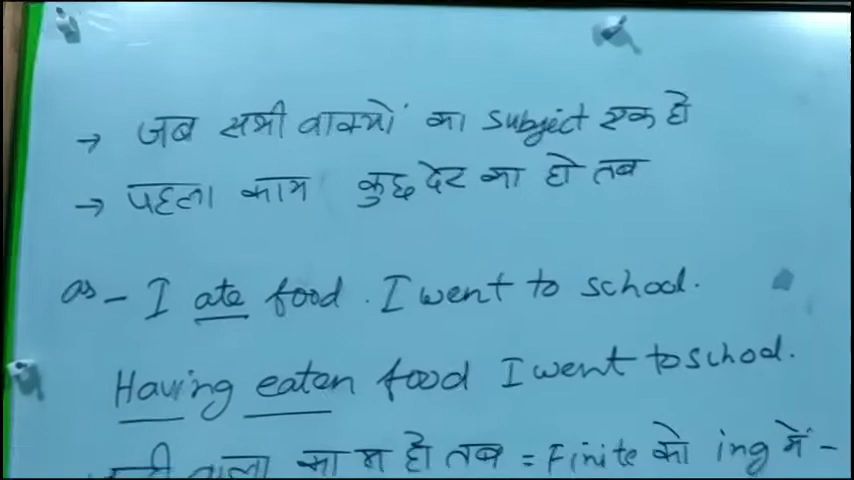 → जब सभी वाक्यों का subject एक हो
→ पहला काम कुछ देर का हो तब
as - I ate food. I went to school.
Having eaten food I went to school.
वाला काम हो तब = Finite को ing में -